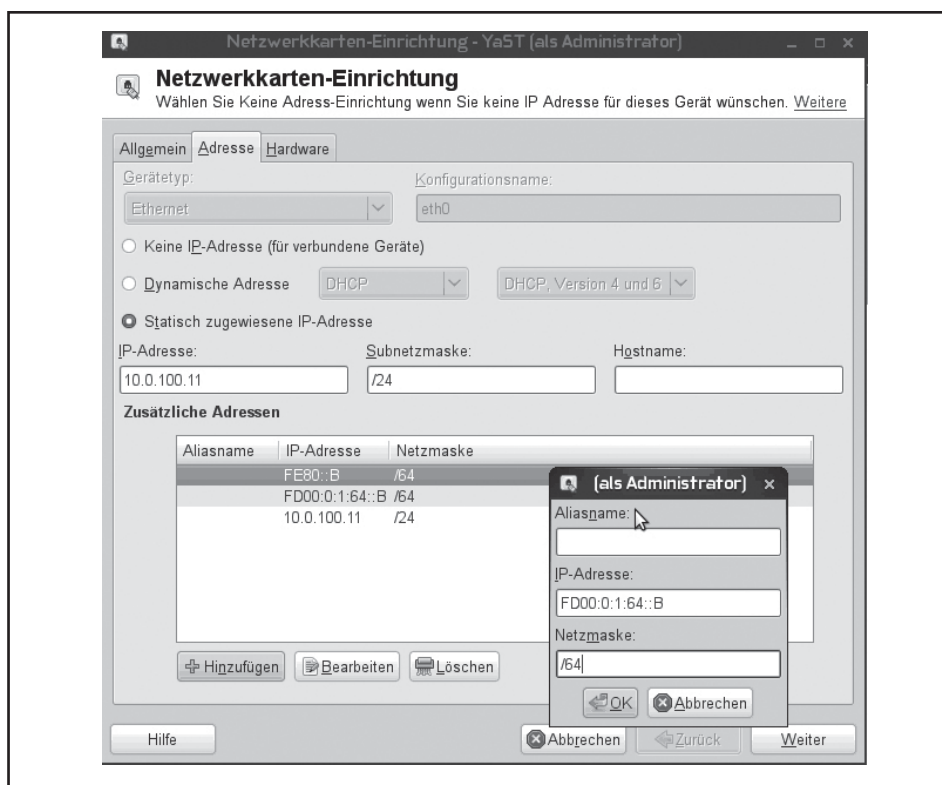 Netzwerkkarten-Einrichtung - YaST (als Administrator)
Netzwerkkarten-Einrichtung
Wählen Sie Keine Adress-Einrichtung wenn Sie keine IP Adresse für dieses Gerät wünschen. Weitere
Allgemein Adresse Hardware
Gerätetyp: Konfigurationsname:
Ethernet eth0
Keine IP-Adresse (für verbundene Geräte)
Dynamische Adresse DHCP DHCP, Version 4 und 6
Statisch zugewiesene IP-Adresse
IP-Adresse: Subnetzmaske: Hostname:
10.0.100.11 /24
Zusätzliche Adressen
Aliasname IP-Adresse Netzmaske
FE80::B /64
FD00:0:1:64::B /64
10.0.100.11 /24
Hinzufügen Bearbeiten Löschen
(als Administrator)
Aliasname:
IP-Adresse:
FD00:0:1:64::B
Netzmaske:
/64
OK Abbrechen
Hilfe Abbrechen Zurück Weiter